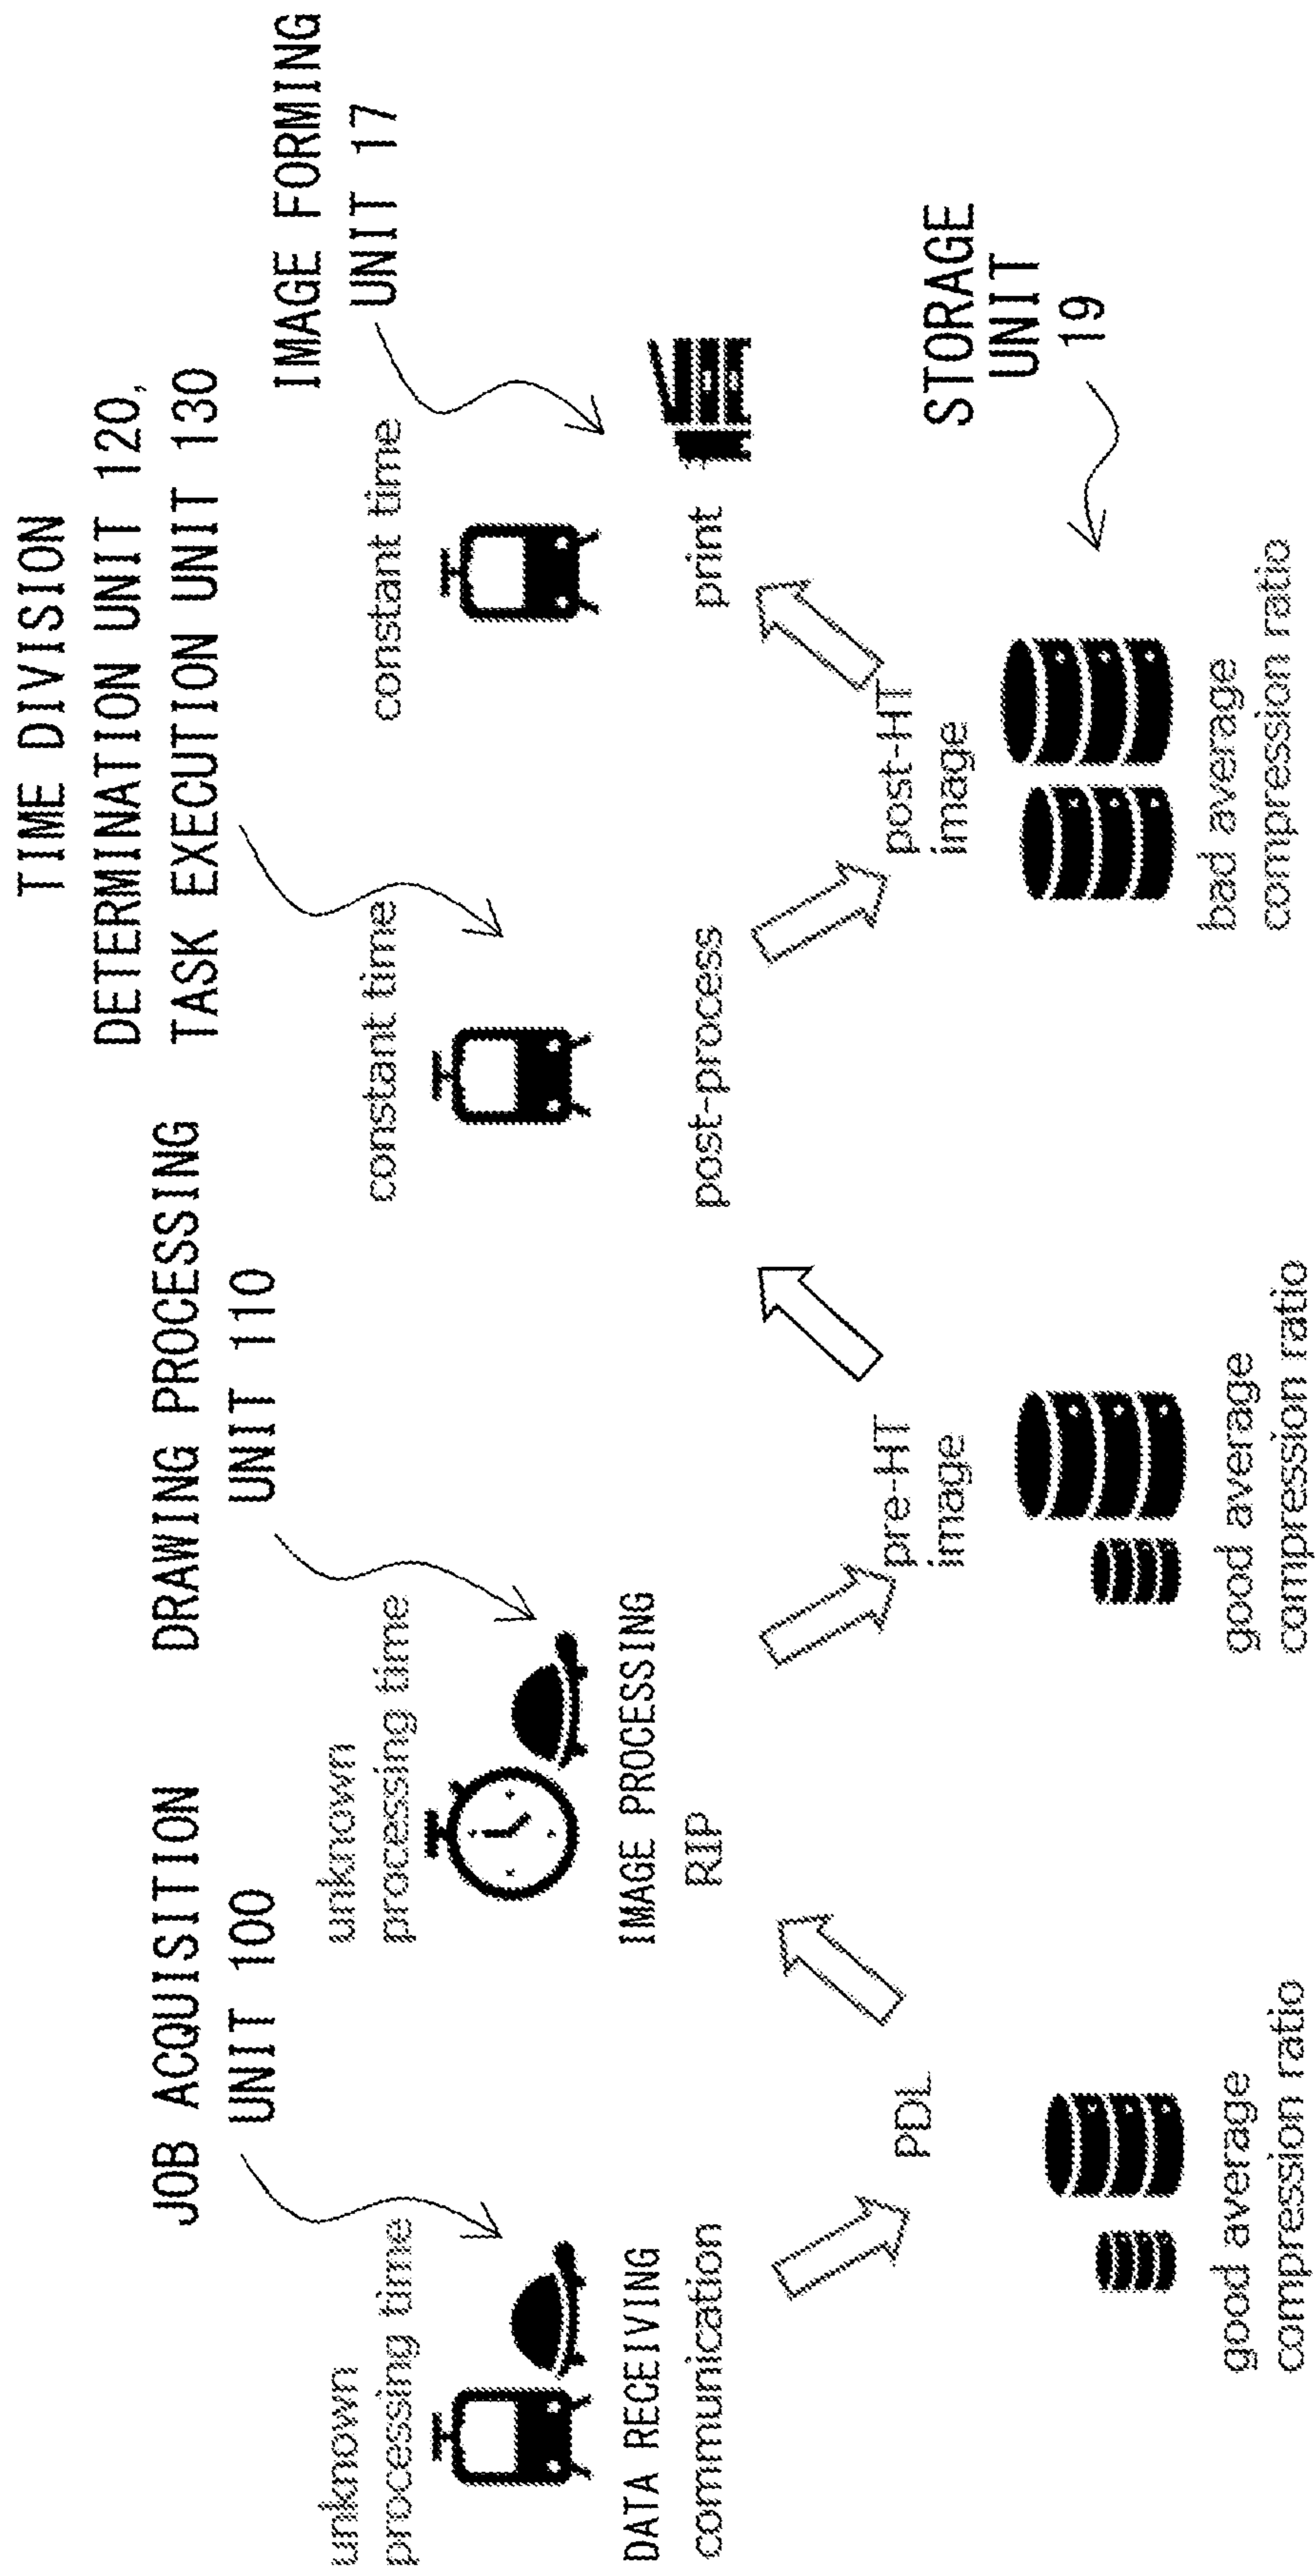 TIME DIVISION
DETERMINATION UNIT 120,
TASK EXECUTION UNIT 130
JOB ACQUISITION
UNIT 100
DRAWING PROCESSING
UNIT 110
IMAGE FORMING
UNIT 17
unknown
processing time
unknown
processing time
constant time
constant time
DATA RECEIVING
communication
IMAGE PROCESSING
RIP
post-process
print
PDL
pre-HT
image
post-HT
image
STORAGE
UNIT
19
good average
compression ratio
good average
compression ratio
bad average
compression ratio